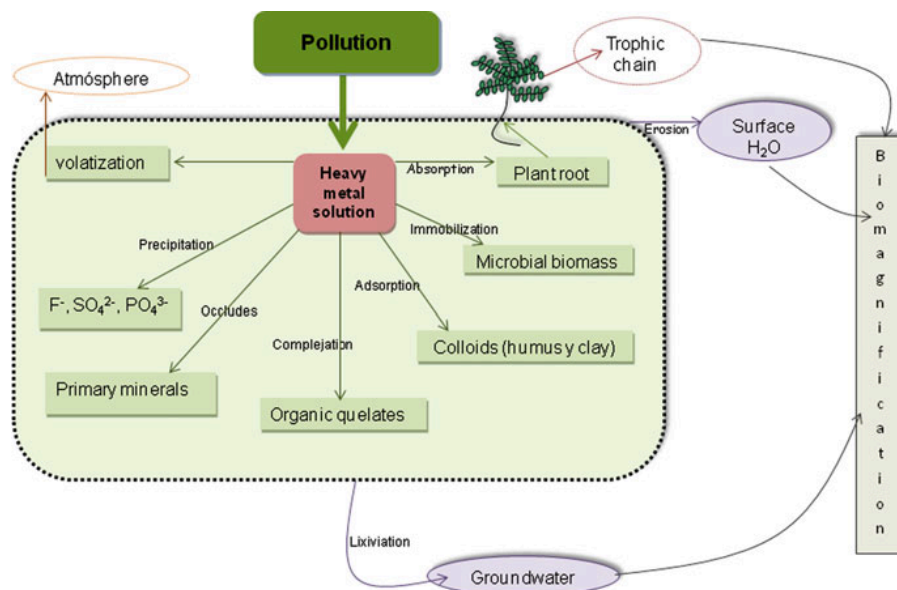 Pollution
Trophic
chain
Atmósphere
Erosion
Surface
H₂O
volatization
Heavy
metal
solution
Absorption
Plant root
Immobilization
Microbial biomass
Precipitation
Adsorption
F⁻, SO₄²⁻, PO₄³⁻
Occludes
Colloids (humus y clay)
Complejation
Primary minerals
Organic quelates
Biomagnification
Lixiviation
Groundwater